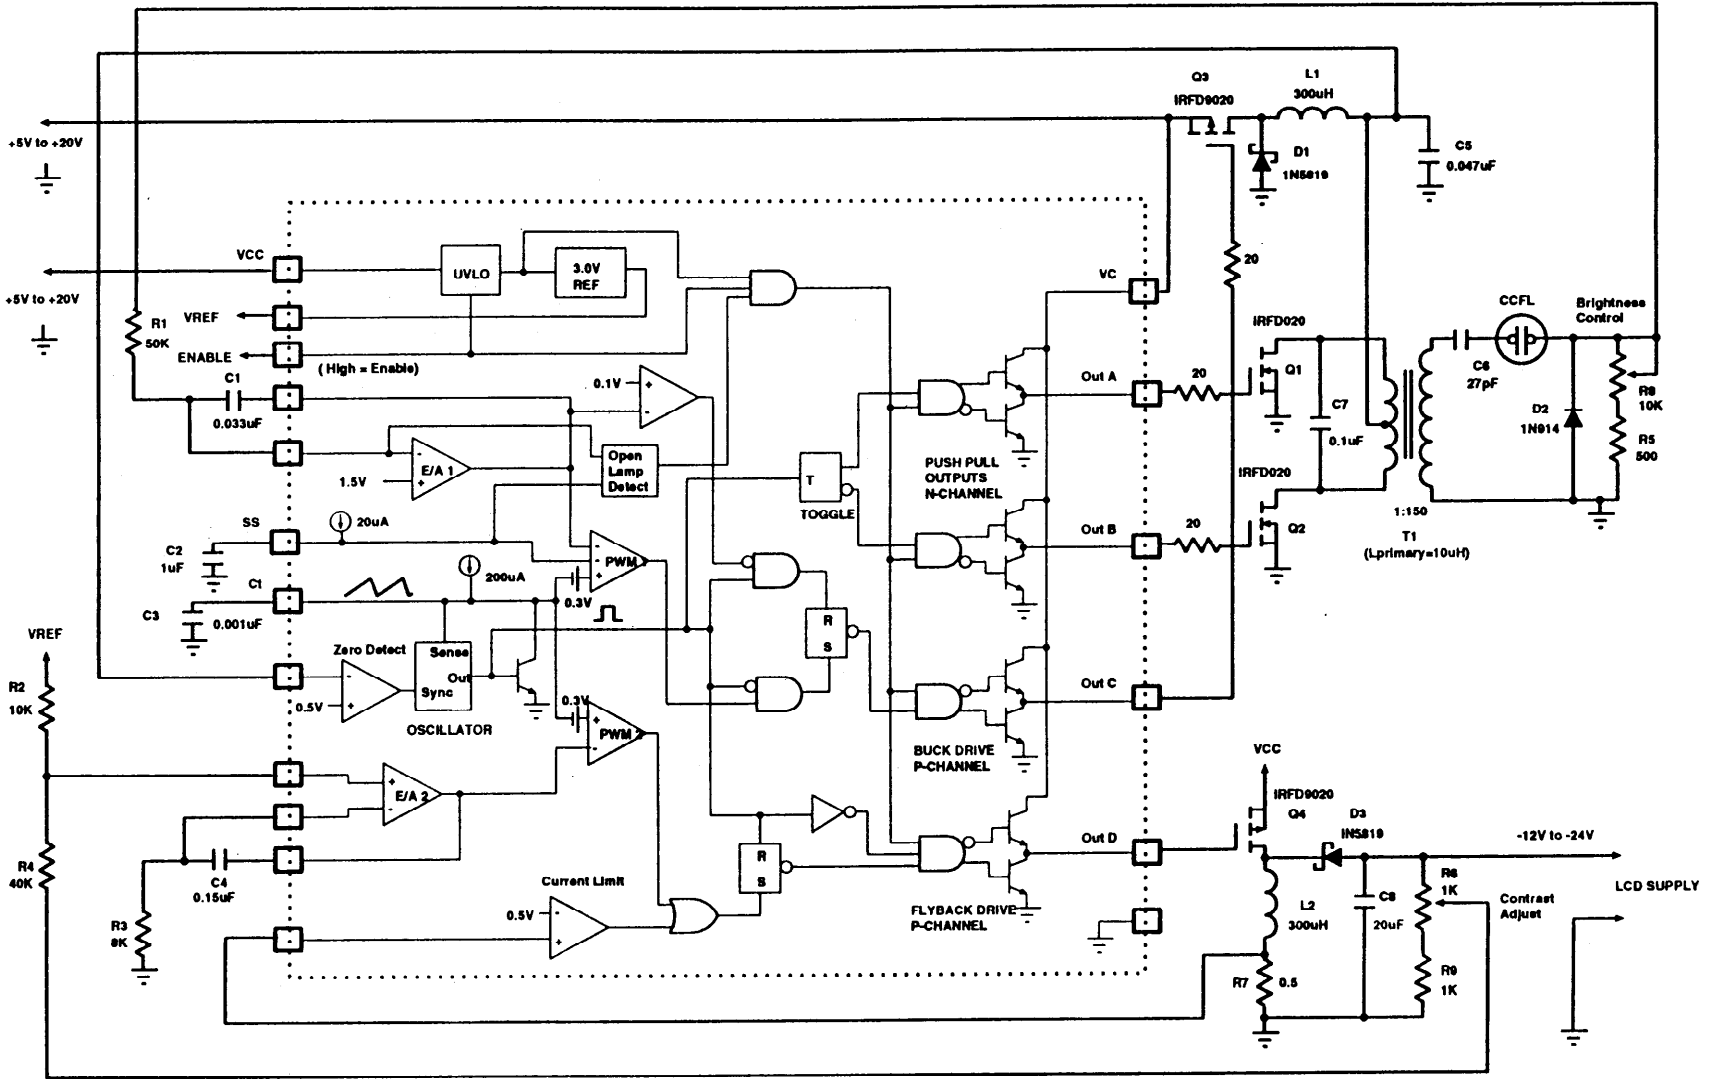 Q3
IRFD9020
L1
300uH
+5V to +20V
D1
1N5819
C5
0.047uF
VCC
UVLO
3.0V
REF
VC
20
+5V to +20V
VREF
R1
50K
ENABLE
( High = Enable)
C1
0.033uF
0.1V
+
-
Out A
20
IRFD020
Q1
CCFL
Brightness
Control
C6
27pF
R8
10K
C7
0.1uF
D2
1N914
R5
500
-
E/A 1
+
1.5V
Open
Lamp
Detect
T
TOGGLE
PUSH PULL
OUTPUTS
N-CHANNEL
IRFD020
Q2
1:150
T1
(Lprimary=10uH)
SS
20uA
C2
1uF
-
-
+
PWM
Out B
20
Ct
200uA
0.3V
C3
0.001uF
R
S
VREF
Zero Detect
-
+
0.5V
Sense
Out
Sync
OSCILLATOR
R2
10K
0.3V
+
-
PWM 2
Out C
BUCK DRIVE
P-CHANNEL
VCC
IRFD9020
Q4
D3
IN5819
-12V to -24V
+
-
E/A 2
Out D
R4
40K
C4
0.15uF
R
S
R6
1K
LCD SUPPLY
L2
300uH
C8
20uF
Contrast
Adjust
Current Limit
0.5V
-
+
FLYBACK DRIVE
P-CHANNEL
R3
8K
R7
0.5
R9
1K